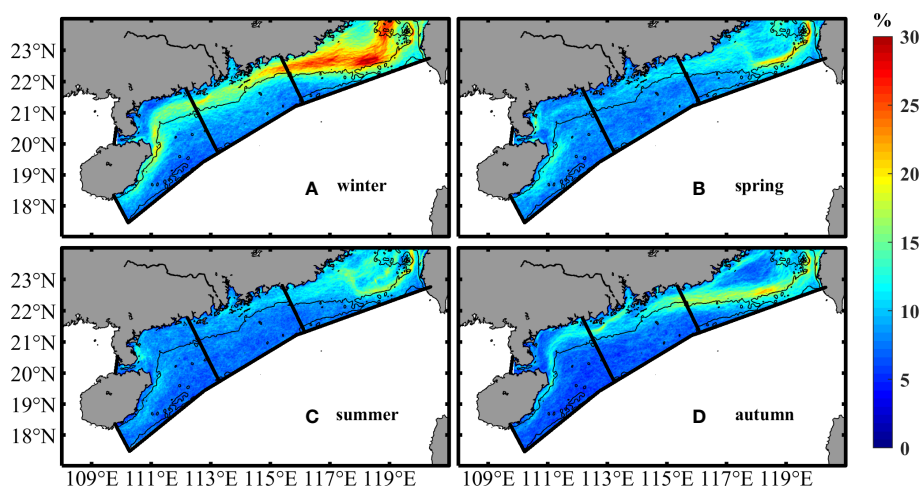 %
23°N
22°N
21°N
20°N
19°N
18°N
A winter
B spring
30
25
20
15
10
5
0
23°N
22°N
21°N
20°N
19°N
18°N
C summer
D autumn
109°E 111°E 113°E 115°E 117°E 119°E
109°E 111°E 113°E 115°E 117°E 119°E